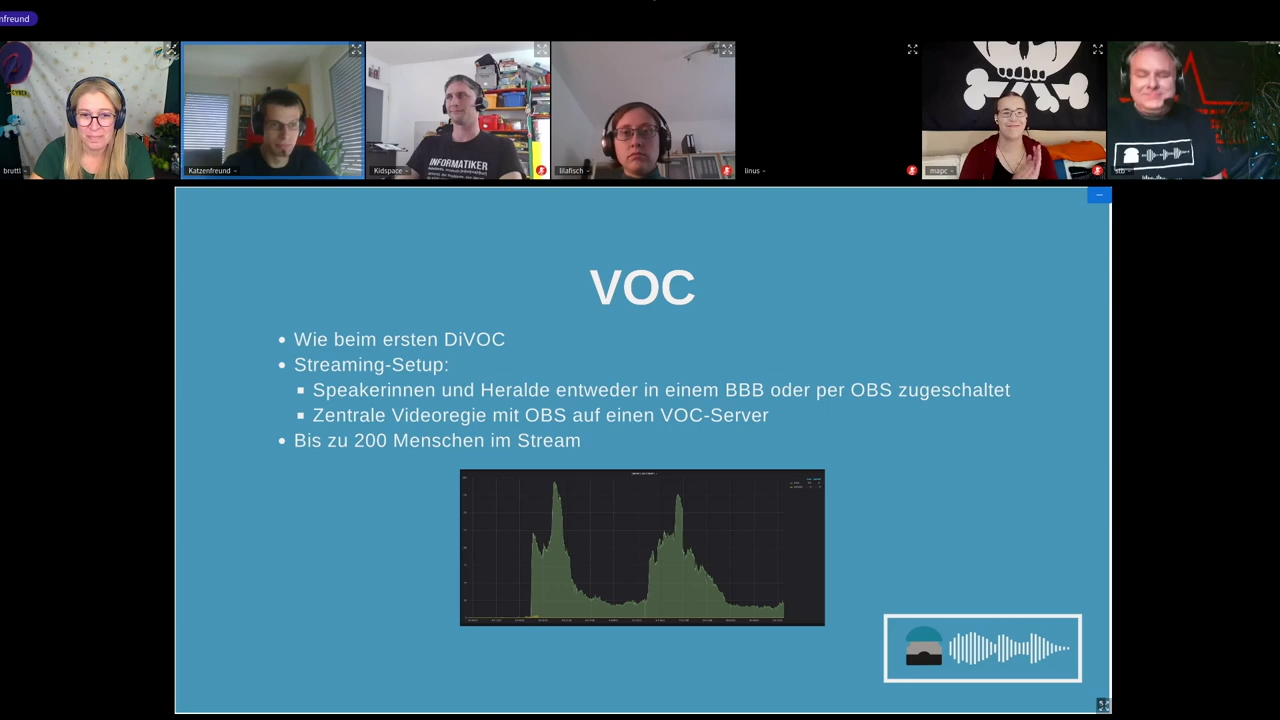 nfreund
CYBER
INFORMATIKER
bruttl
Katzenfreund
Kidspace
lilafisch
linus
mapc
stb
VOC
Wie beim ersten DiVOC
Streaming-Setup:
Speakerinnen und Heralde entweder in einem BBB oder per OBS zugeschaltet
Zentrale Videoregie mit OBS auf einen VOC-Server
Bis zu 200 Menschen im Stream